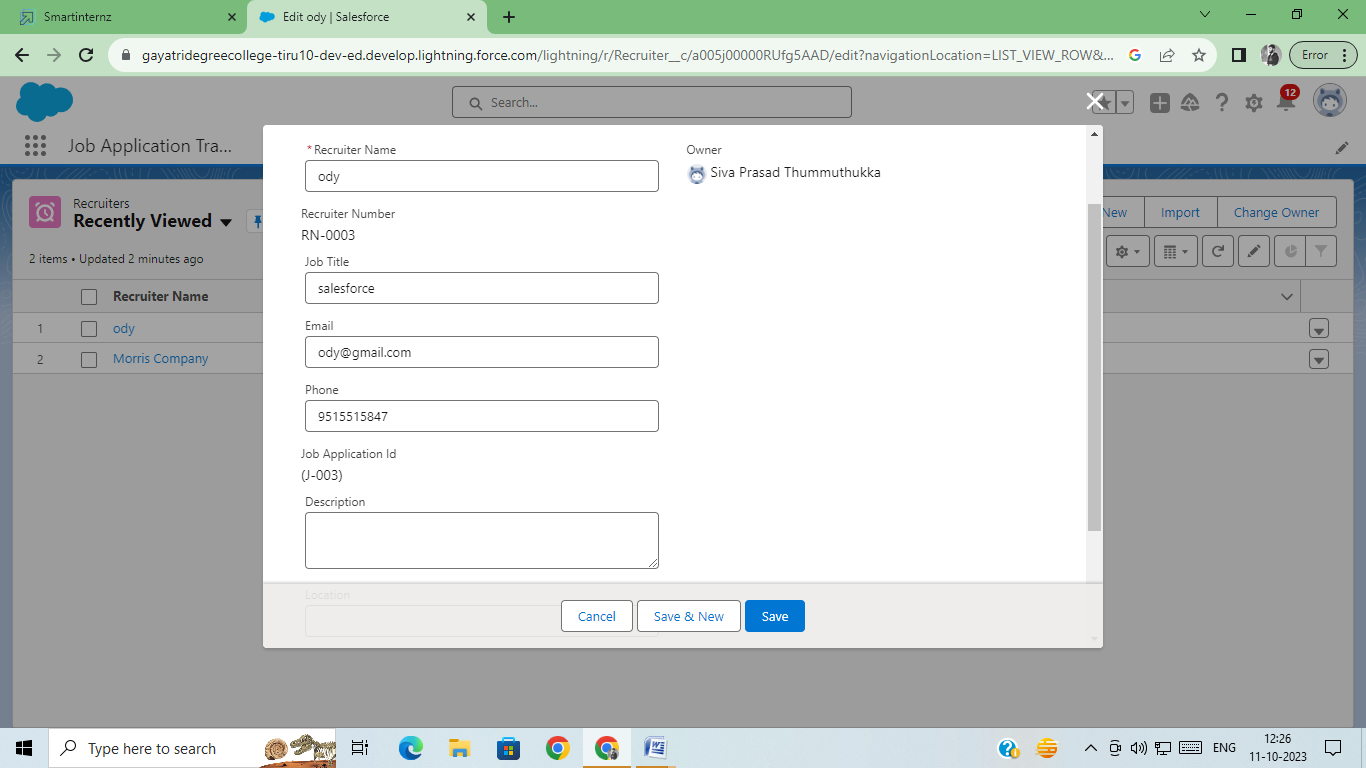 Smartinternz
Edit ody | Salesforce
gayatridegreecollege-tiru10-dev-ed.develop.lightning.force.com/lightning/r/Recruiter__c/a005j00000RUfg5AAD/edit?navigationLocation=LIST_VIEW_ROW&...
Error
Search...
12
Job Application Tra...
Recruiters
Recently Viewed
New
Import
Change Owner
2 items • Updated 2 minutes ago
Recruiter Name
1
ody
2
Morris Company
* Recruiter Name
ody
Owner
Siva Prasad Thummuthukka
Recruiter Number
RN-0003
Job Title
salesforce
Email
ody@gmail.com
Phone
9515515847
Job Application Id
(J-003)
Description
Location
Cancel
Save & New
Save
Type here to search
ENG
12:26
11-10-2023